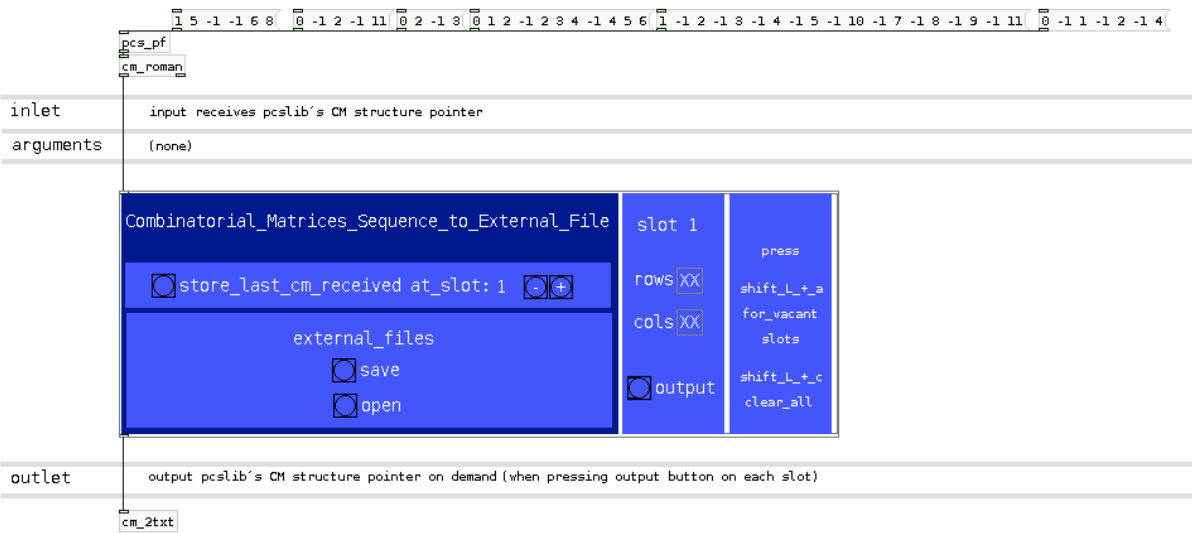 1 5 -1 -1 6 8 0 -1 2 -1 11 0 2 -1 3 0 1 2 -1 2 3 4 -1 4 5 6 1 -1 2 -1 3 -1 4 -1 5 -1 10 -1 7 -1 8 -1 9 -1 11 0 -1 1 -1 2 -1 4
pcs_pf
cm_roman
inlet input receives pcslib´s CM structure pointer
arguments (none)
Combinatorial_Matrices_Sequence_to_External_File
store_last_cm_received at_slot: 1 - +
external_files
save
open
slot 1
rows XX
cols XX
output
press
shift_L_+_a
for_vacant
slots
shift_L_+_c
clear_all
outlet output pcslib´s CM structure pointer on demand (when pressing output button on each slot)
cm_2txt